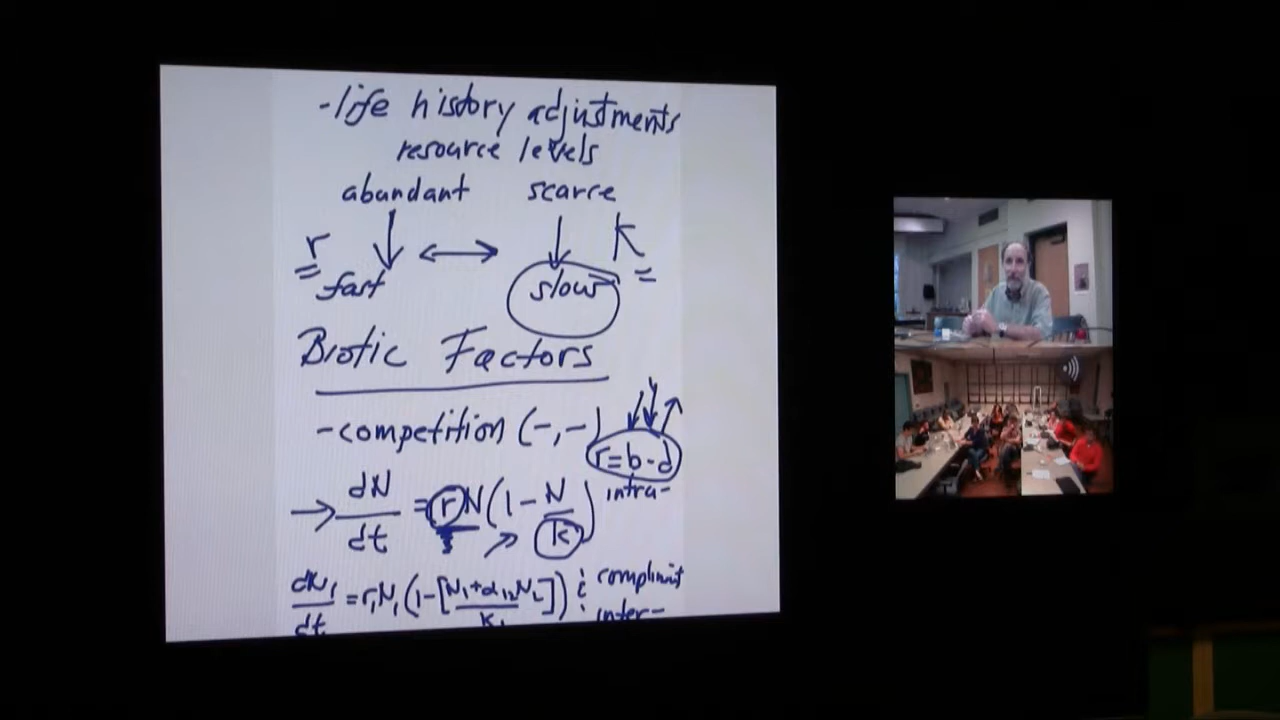 -life history adjustments
resource levels
abundant scarce
r ↓ ↔ ↓ K
fast slow
Biotic Factors
-competition (-,-)
r=b-d
intra-
→ dN/dt = rN(1-N/K)
dN₁/dt = r₁N₁(1-[N₁+α₁₂N₂]/K₁)
inter-